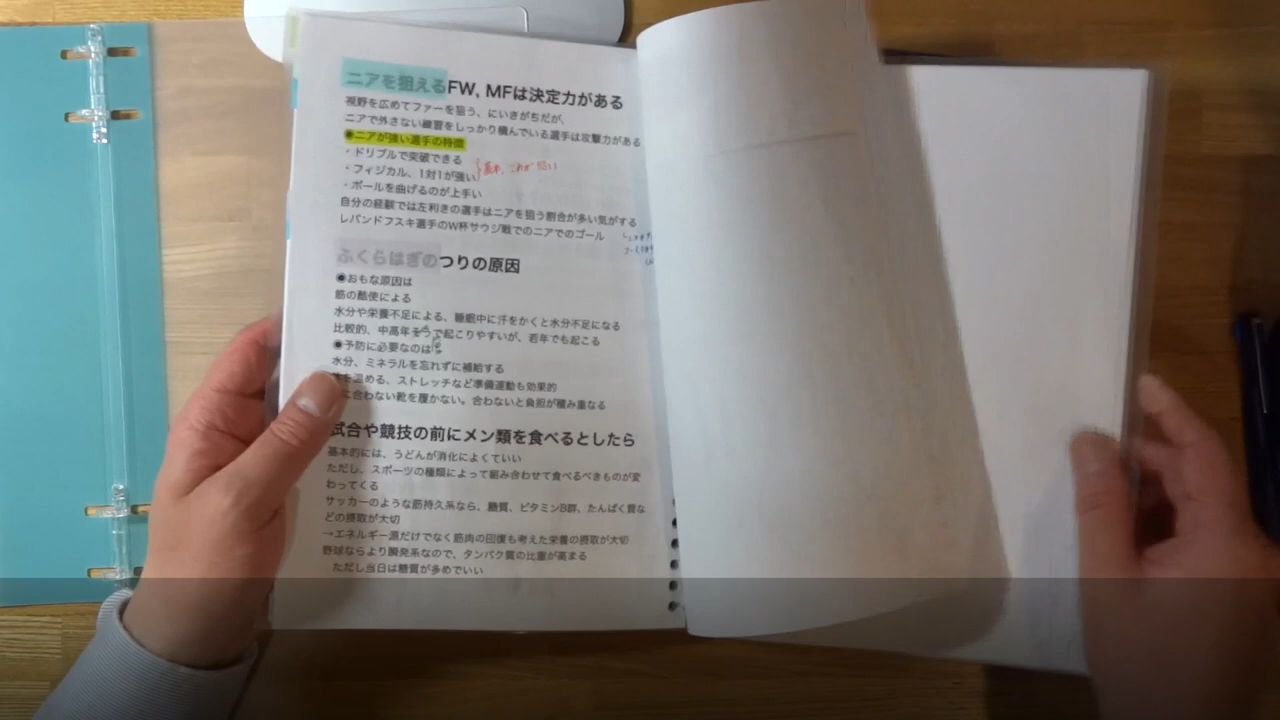 ニアを狙えるFW, MFは決定力がある
視野を広めてファーを狙う、にいきがちだが、
ニアで外さない練習をしっかり積んでいる選手は攻撃力がある
●ニアが強い選手の特徴
・ドリブルで突破できる
・フィジカル、1対1が強い
・ボールを曲げるのが上手い
自分の経験では左利きの選手はニアを狙う割合が多い気がする
レバンドフスキ選手のW杯サウジ戦でのニアでのゴール
ふくらはぎのつりの原因
●おもな原因は
筋の酷使による
水分や栄養不足による、睡眠中に汗をかくと水分不足になる
比較的、中高年そうで起こりやすいが、若年でも起こる
●予防に必要なのは
水分、ミネラルを忘れずに補給する
を温める、ストレッチなど準備運動も効果的
に合わない靴を履かない。合わないと負担が積み重なる
試合や競技の前にメン類を食べるとしたら
基本的には、うどんが消化によくていい
ただし、スポーツの種類によって組み合わせて食べるべきものが変
わってくる
サッカーのような筋持久系なら、糖質、ビタミンB群、たんぱく質な
どの摂取が大切
→エネルギー源だけでなく筋肉の回復も考えた栄養の摂取が大切
野球ならより瞬発系なので、タンパク質の比重が高まる
ただし当日は糖質が多めでいい